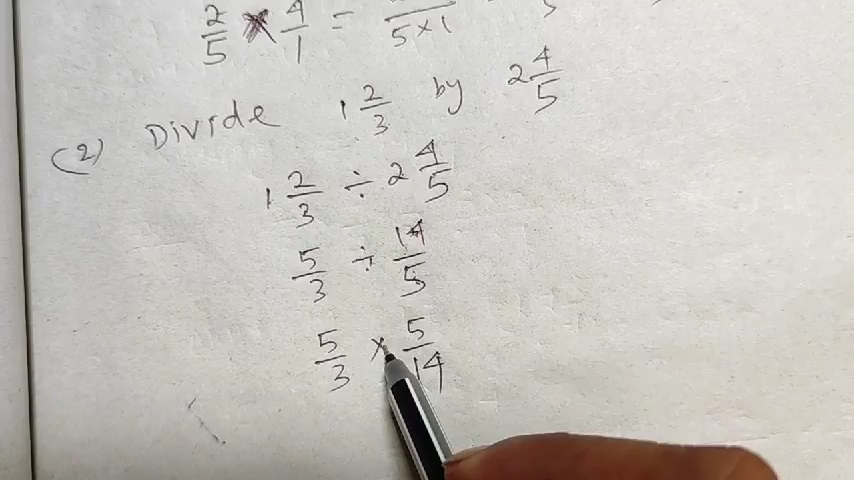 2/5 × 4/1 = /5×1
(2) Divide 1 2/3 by 2 4/5
1 2/3 ÷ 2 4/5
5/3 ÷ 14/5
5/3 × 5/14